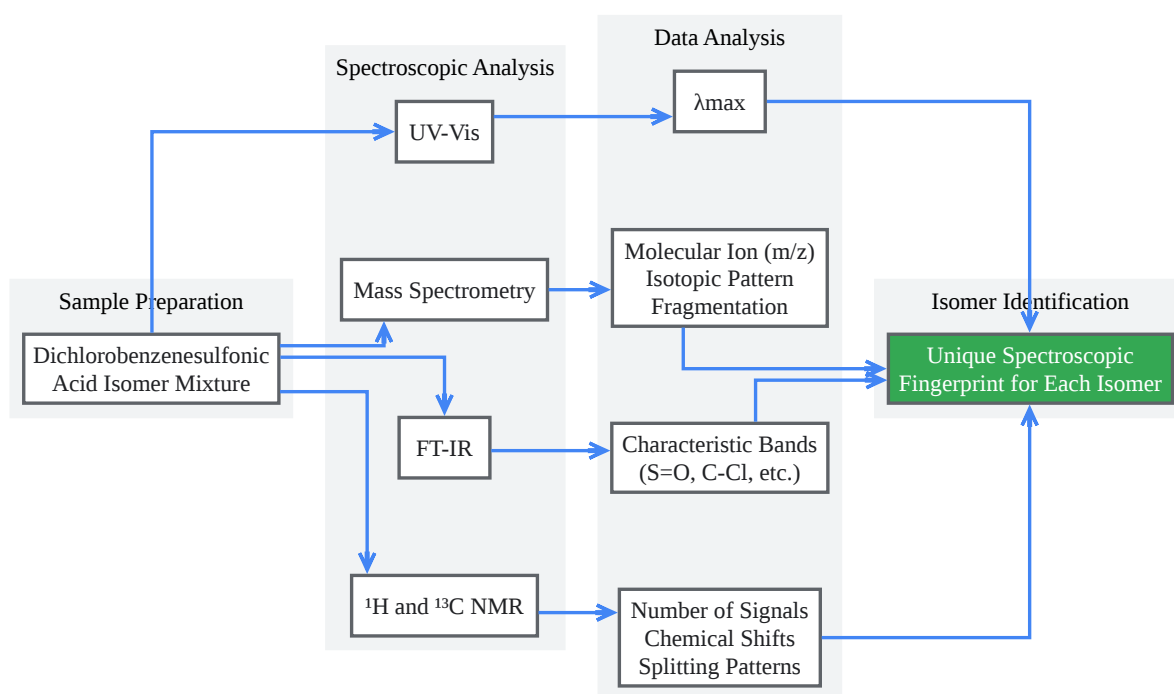 Data Analysis
Spectroscopic Analysis
λmax
UV-Vis
Molecular Ion (m/z)
Isotopic Pattern
Fragmentation
Mass Spectrometry
Sample Preparation
Isomer Identification
Dichlorobenzenesulfonic
Acid Isomer Mixture
Unique Spectroscopic
Fingerprint for Each Isomer
FT-IR
Characteristic Bands
(S=O, C-Cl, etc.)
¹H and ¹³C NMR
Number of Signals
Chemical Shifts
Splitting Patterns